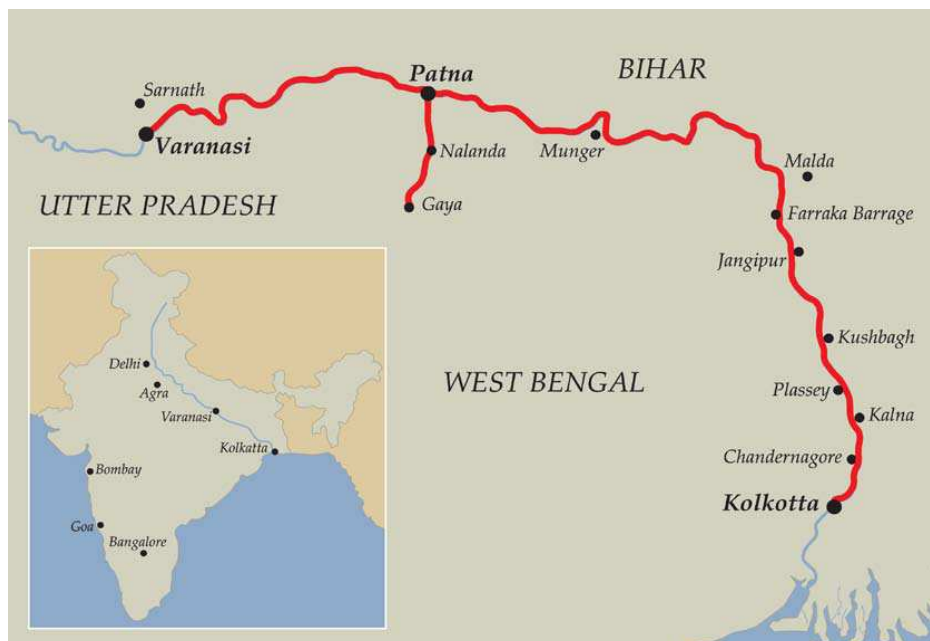 BIHAR
Patna
Sarnath
Varanasi
Munger
Nalanda
Malda
UTTER PRADESH
Gaya
Farraka Barrage
Jangipur
Kushbagh
WEST BENGAL
Plassey
Kalna
Chandernagore
Kolkotta
Delhi
Agra
Varanasi
Kolkatta
Bombay
Goa
Bangalore